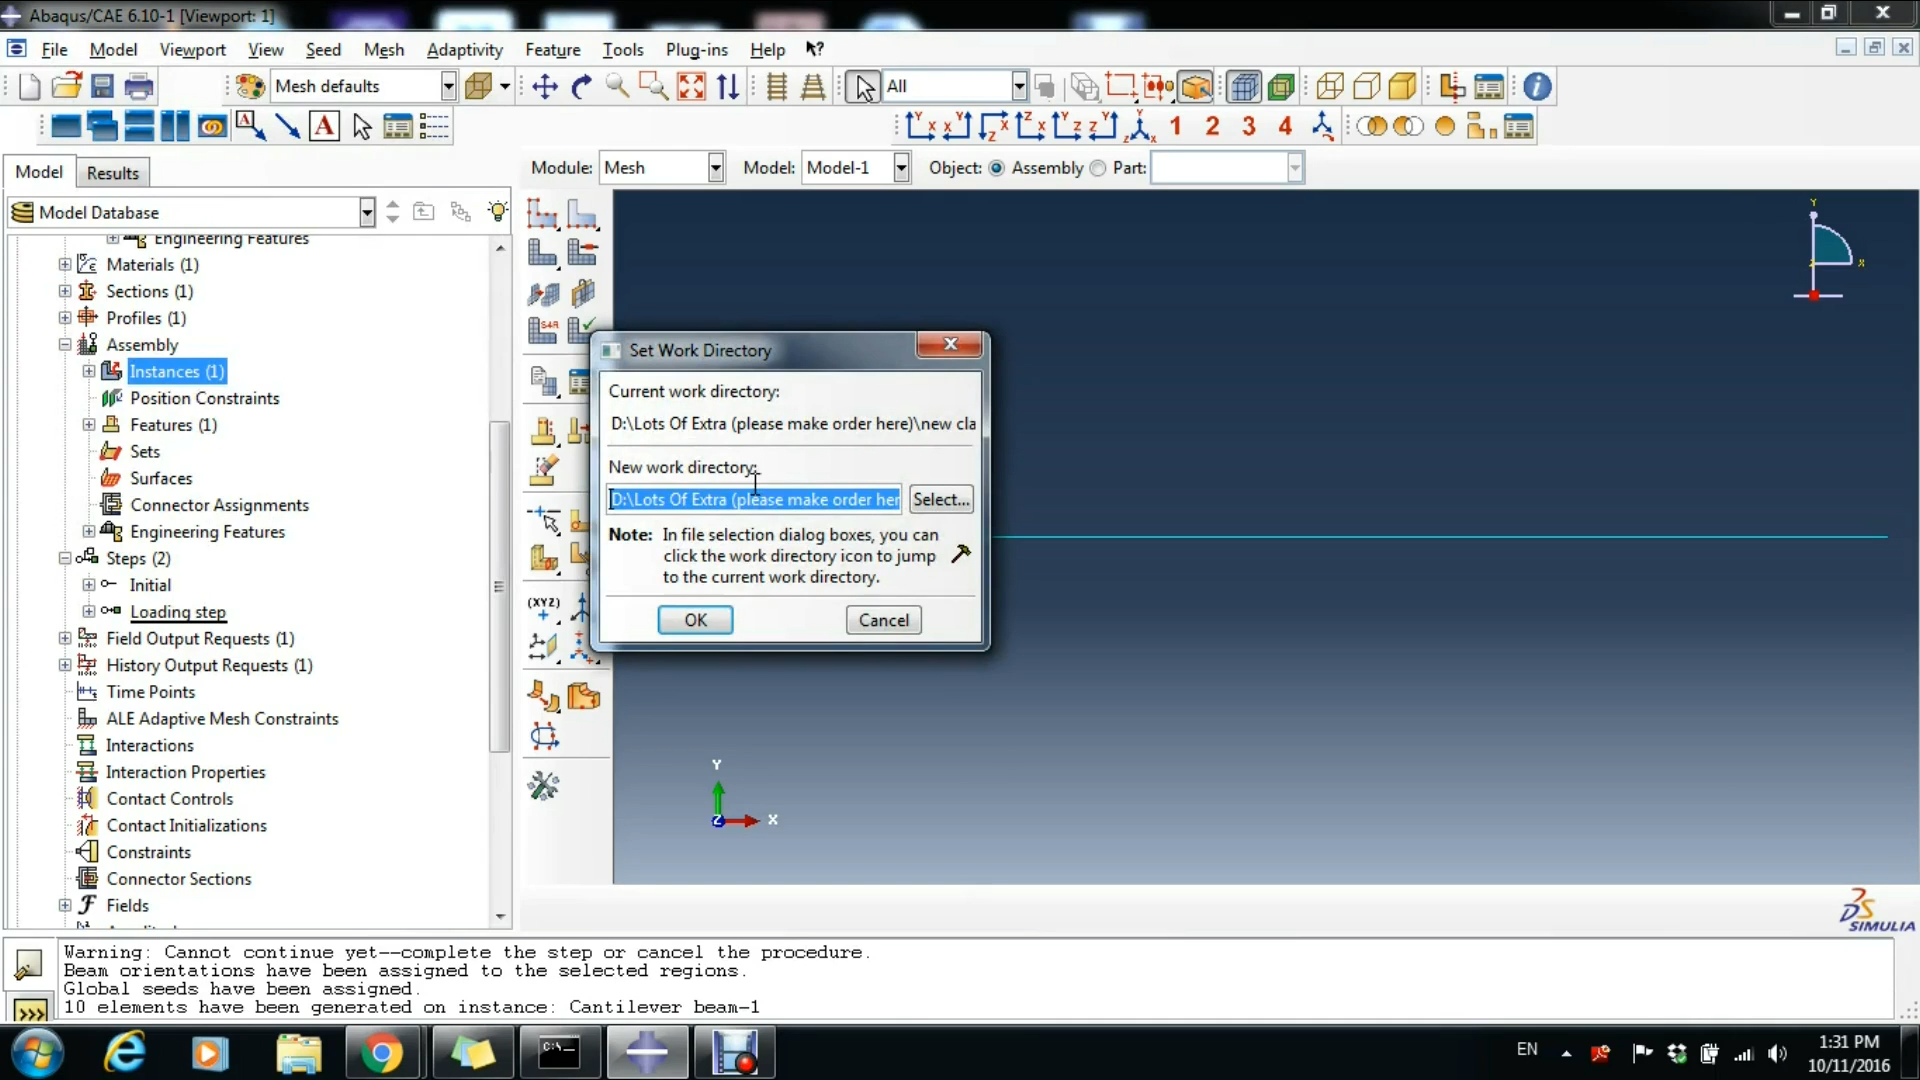 Abaqus/CAE 6.10-1 [Viewport: 1]
File Model Viewport View Seed Mesh Adaptivity Feature Tools Plug-ins Help
Mesh defaults
All
1 2 3 4
Model Results
Module: Mesh Model: Model-1 Object: Assembly Part:
Model Database
Engineering Features
Materials (1)
Sections (1)
Profiles (1)
Assembly
Instances (1)
Position Constraints
Features (1)
Sets
Surfaces
Connector Assignments
Engineering Features
Steps (2)
Initial
Loading step
Field Output Requests (1)
History Output Requests (1)
Time Points
ALE Adaptive Mesh Constraints
Interactions
Interaction Properties
Contact Controls
Contact Initializations
Constraints
Connector Sections
Fields
S4R
(XYZ)
Set Work Directory
Current work directory:
D:\Lots Of Extra (please make order here)\new cla
New work directory:
D:\Lots Of Extra (please make order her
Select...
Note: In file selection dialog boxes, you can
click the work directory icon to jump
to the current work directory.
OK Cancel
Y
X
Y
Z
X
SIMULIA
Warning: Cannot continue yet--complete the step or cancel the procedure.
Beam orientations have been assigned to the selected regions.
Global seeds have been assigned.
10 elements have been generated on instance: Cantilever beam-1
>>>
EN
1:31 PM
10/11/2016